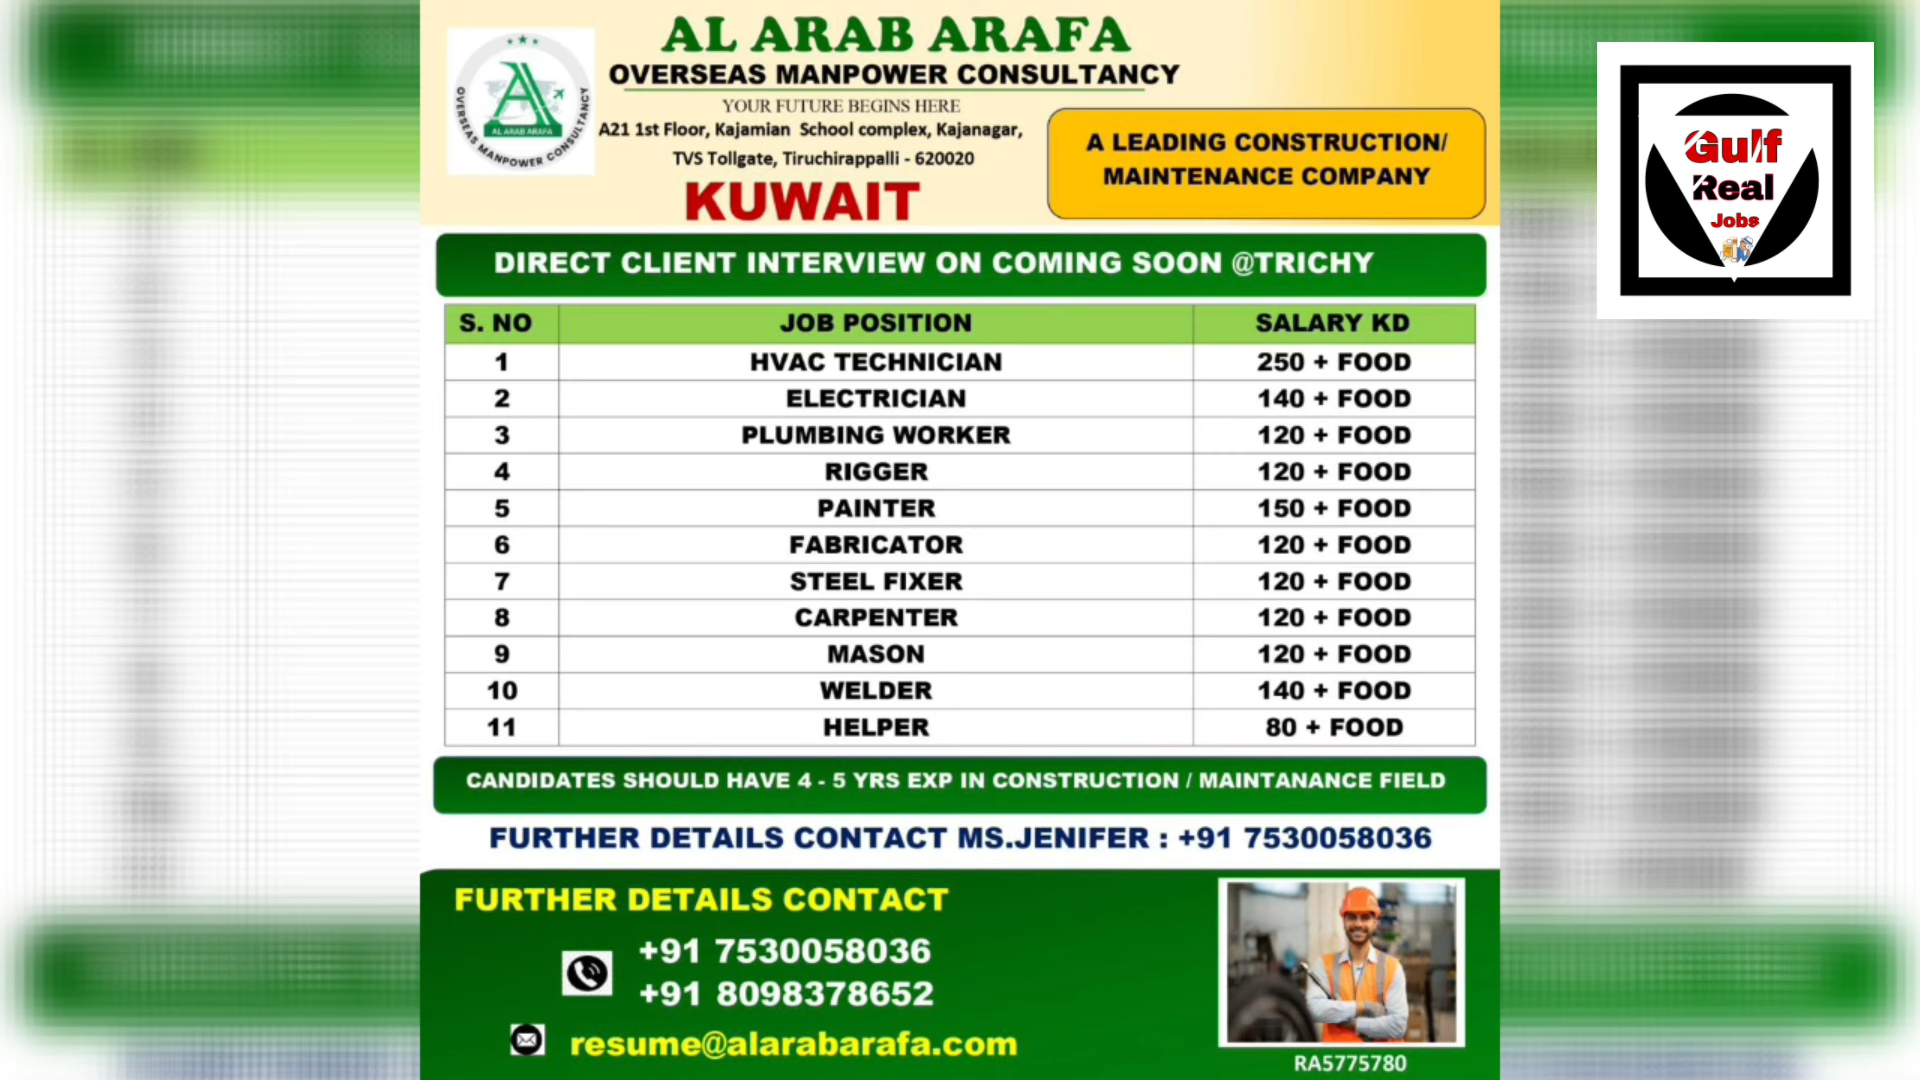 AL ARAB ARAFA
OVERSEAS MANPOWER CONSULTANCY
YOUR FUTURE BEGINS HERE
A21 1st Floor, Kajamian School complex, Kajanagar,
TVS Tollgate, Tiruchirappalli - 620020
KUWAIT
AL ARAB ARAFA
OVERSEAS MANPOWER CONSULTANCY
A LEADING CONSTRUCTION/
MAINTENANCE COMPANY
Gulf
Real
Jobs
DIRECT CLIENT INTERVIEW ON COMING SOON @TRICHY
S. NO JOB POSITION SALARY KD
1 HVAC TECHNICIAN 250 + FOOD
2 ELECTRICIAN 140 + FOOD
3 PLUMBING WORKER 120 + FOOD
4 RIGGER 120 + FOOD
5 PAINTER 150 + FOOD
6 FABRICATOR 120 + FOOD
7 STEEL FIXER 120 + FOOD
8 CARPENTER 120 + FOOD
9 MASON 120 + FOOD
10 WELDER 140 + FOOD
11 HELPER 80 + FOOD
CANDIDATES SHOULD HAVE 4 - 5 YRS EXP IN CONSTRUCTION / MAINTANANCE FIELD
FURTHER DETAILS CONTACT MS.JENIFER : +91 7530058036
FURTHER DETAILS CONTACT
+91 7530058036
+91 8098378652
resume@alarabarafa.com
RA5775780